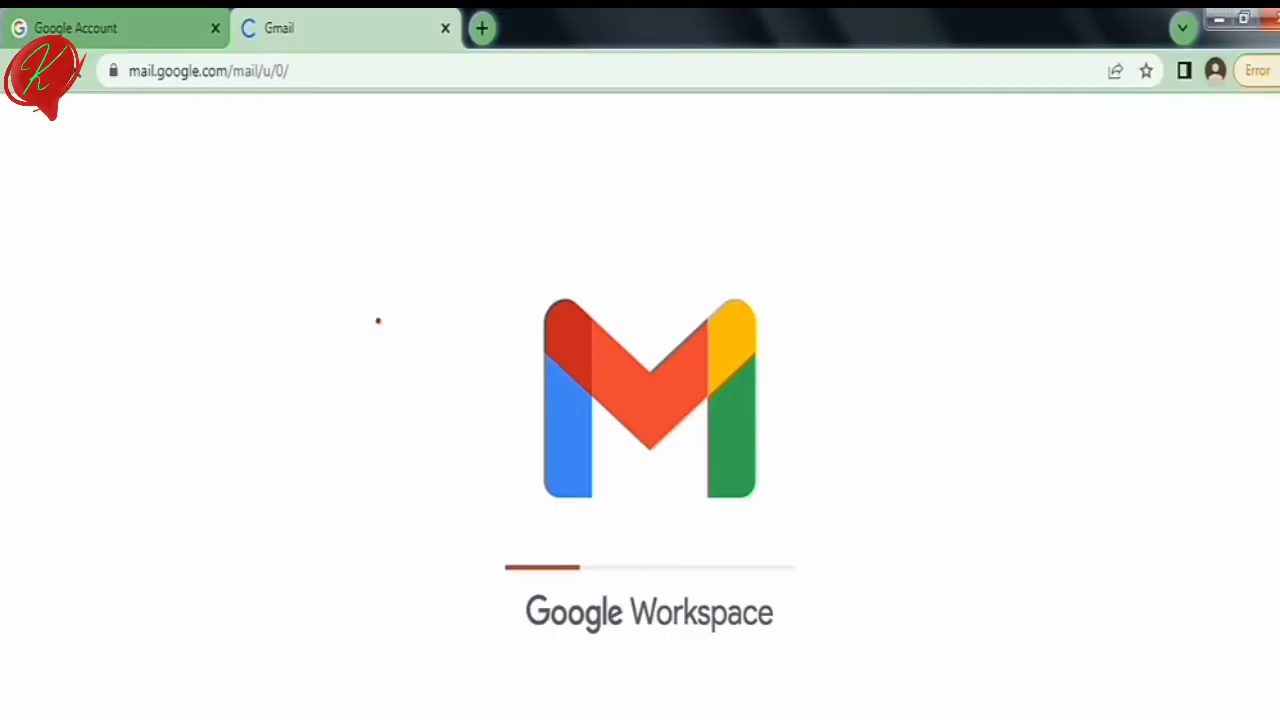 Google Account
Gmail
mail.google.com/mail/u/0/
Error
K
Google Workspace